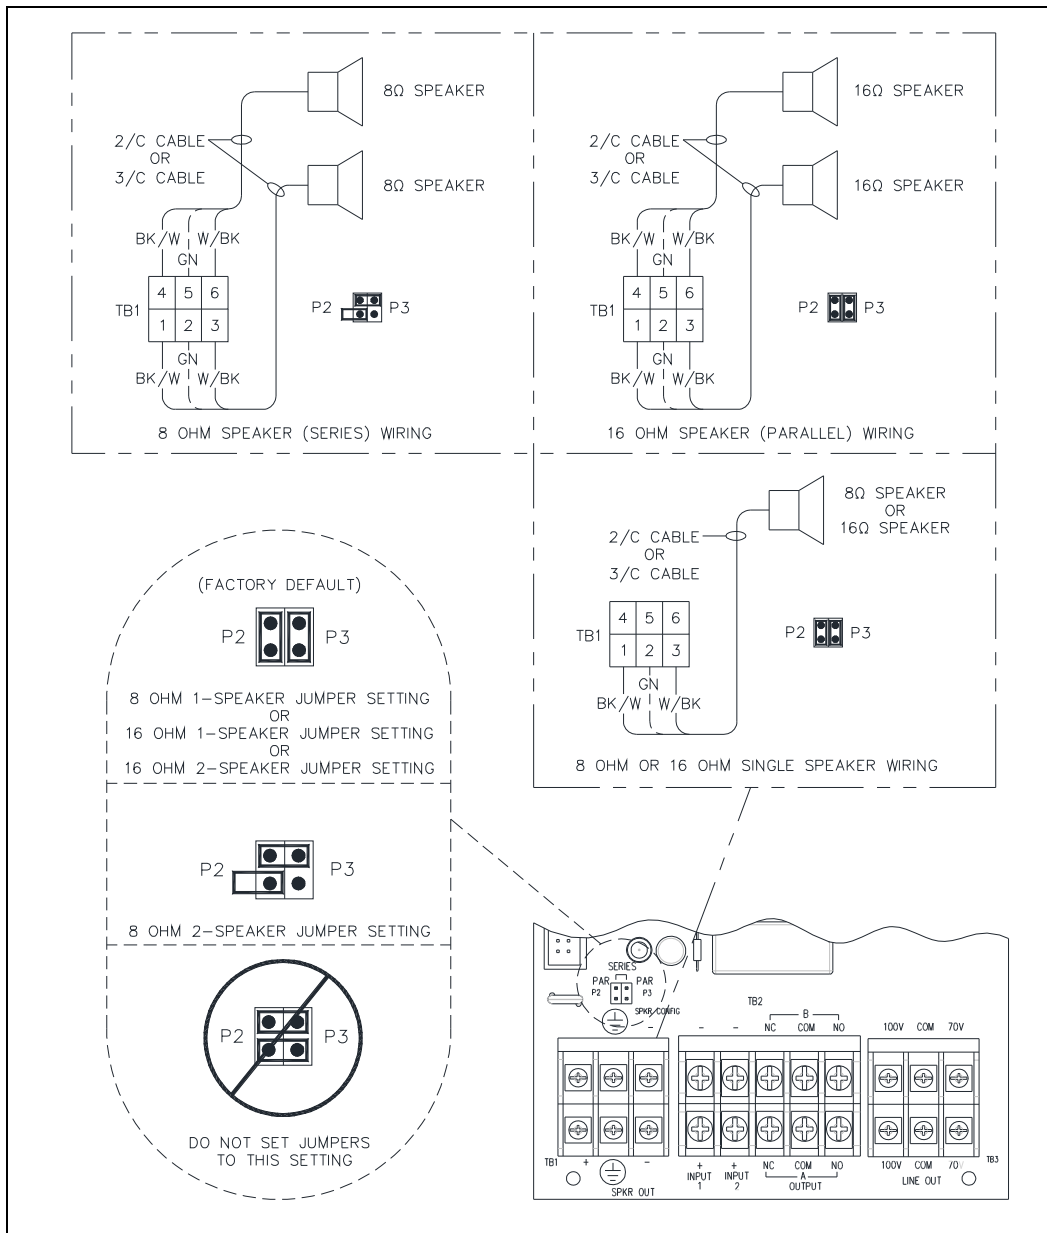 8Ω SPEAKER
2/C CABLE
OR
3/C CABLE
8Ω SPEAKER
BK/W W/BK
GN
4 5 6
TB1
1 2 3
P2 P3
GN
BK/W W/BK
8 OHM SPEAKER (SERIES) WIRING
16Ω SPEAKER
2/C CABLE
OR
3/C CABLE
16Ω SPEAKER
BK/W W/BK
GN
4 5 6
TB1
1 2 3
P2 P3
GN
BK/W W/BK
16 OHM SPEAKER (PARALLEL) WIRING
8Ω SPEAKER
OR
16Ω SPEAKER
2/C CABLE
OR
3/C CABLE
4 5 6
TB1
1 2 3
P2 P3
GN
BK/W W/BK
8 OHM OR 16 OHM SINGLE SPEAKER WIRING
(FACTORY DEFAULT)
P2 P3
8 OHM 1-SPEAKER JUMPER SETTING
OR
16 OHM 1-SPEAKER JUMPER SETTING
OR
16 OHM 2-SPEAKER JUMPER SETTING
P2 P3
8 OHM 2-SPEAKER JUMPER SETTING
P2 P3
DO NOT SET JUMPERS
TO THIS SETTING
SERIES
PAR PAR
P2 P3
SPKR CONFIG
TB2
B
- - - NC COM NO
100V COM 70V
TB1 + -
SPKR OUT
+ + NC COM NO
INPUT INPUT A
1 2 OUTPUT
100V COM 70V
LINE OUT
TB3